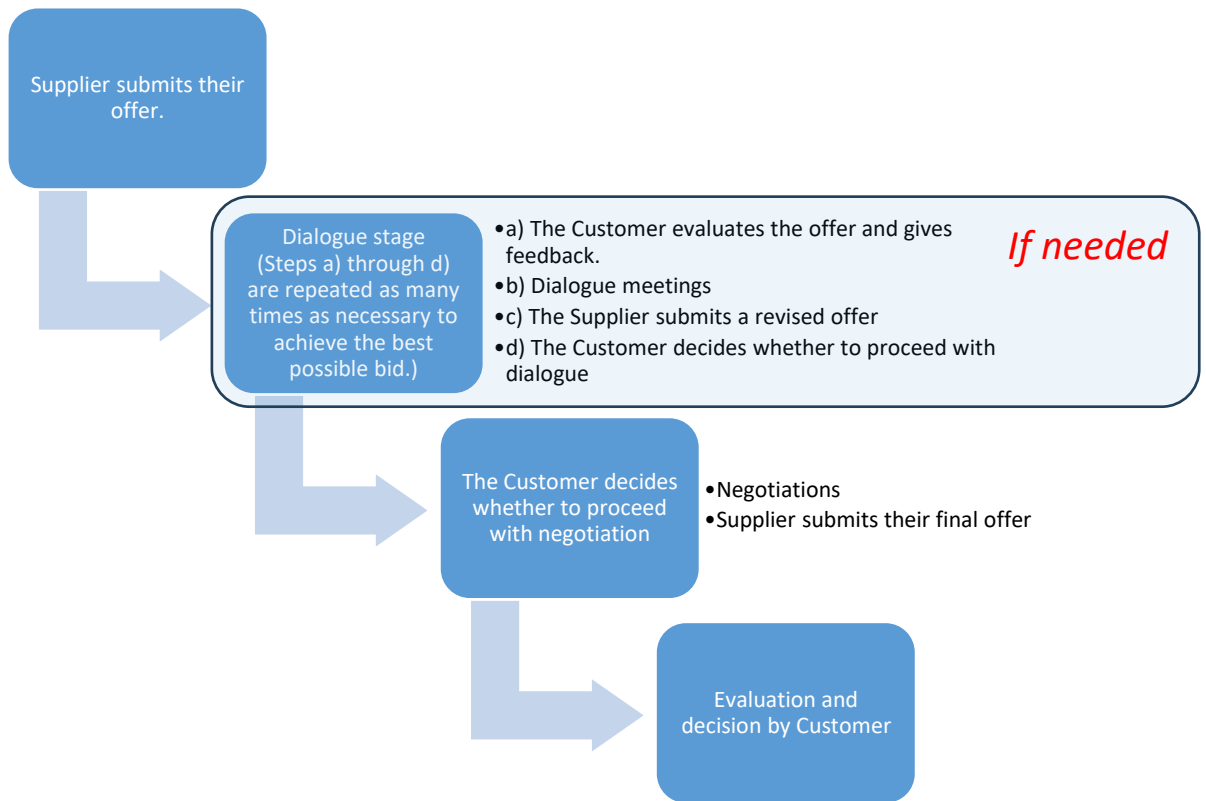 Supplier submits their
offer.
Dialogue stage
(Steps a) through d)
are repeated as many
times as necessary to
achieve the best
possible bid.)
•a) The Customer evaluates the offer and gives
feedback.
•b) Dialogue meetings
•c) The Supplier submits a revised offer
•d) The Customer decides whether to proceed with
dialogue
If needed
The Customer decides
whether to proceed
with negotiation
•Negotiations
•Supplier submits their final offer
Evaluation and
decision by Customer